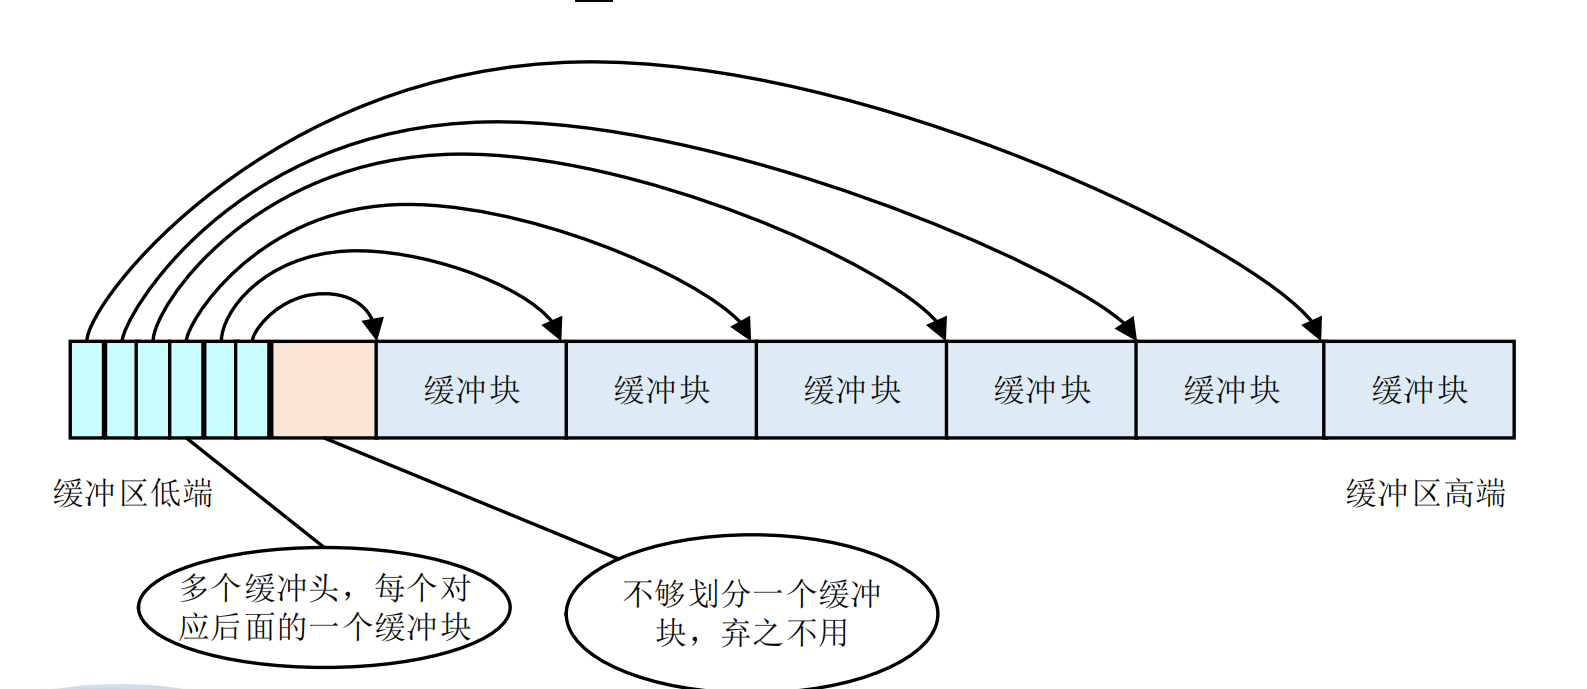 缓冲块
缓冲块
缓冲块
缓冲块
缓冲块
缓冲块
缓冲区低端
缓冲区高端
多个缓冲头，每个对
应后面的一个缓冲块
不够划分一个缓冲
块，弃之不用